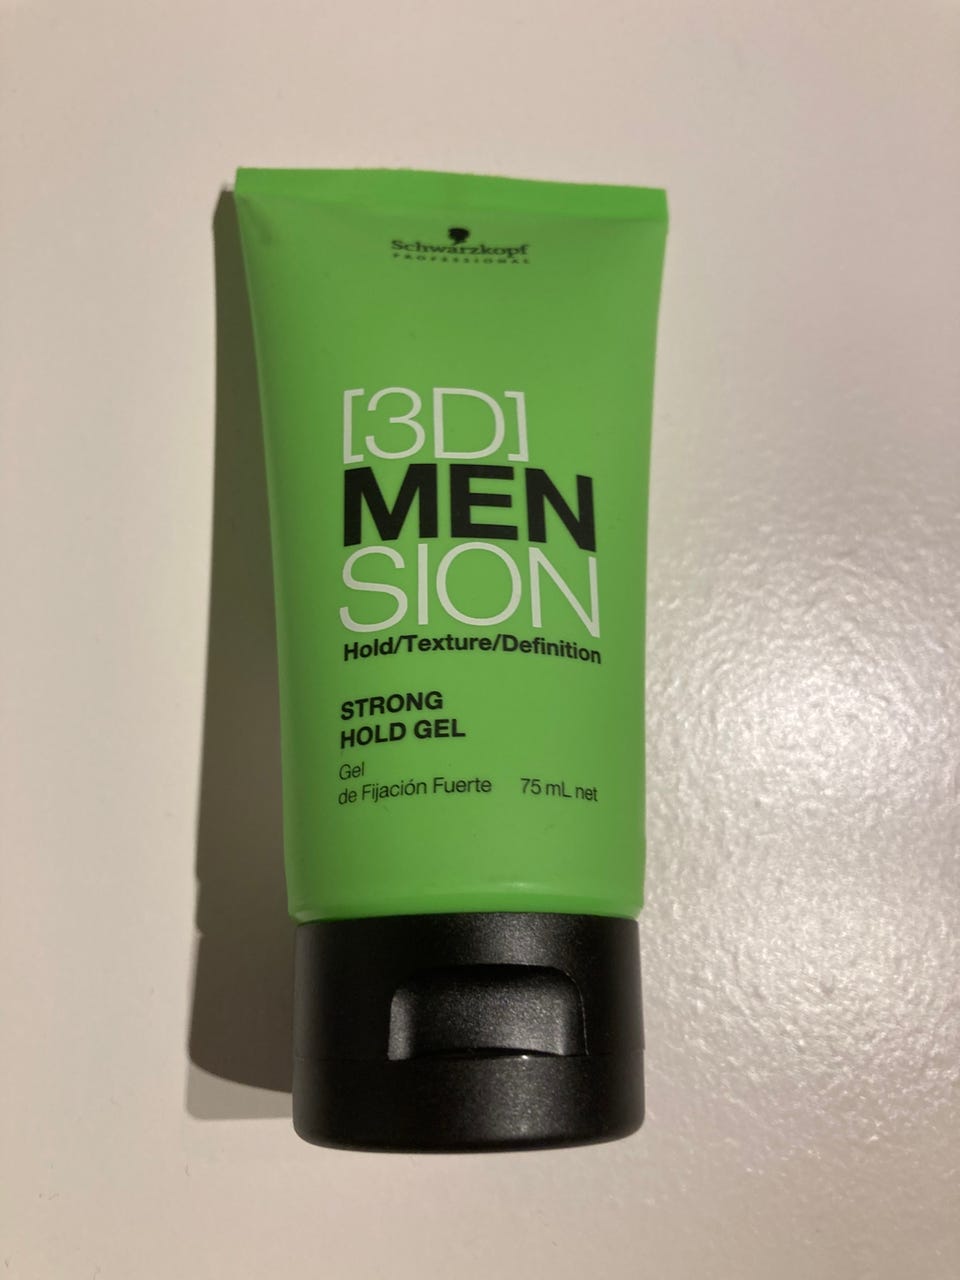 Schwarzkopf
PROFESSIONAL
[3D]
MEN
SION
Hold/Texture/Definition
STRONG
HOLD GEL
Gel
de Fijación Fuerte 75 mL net